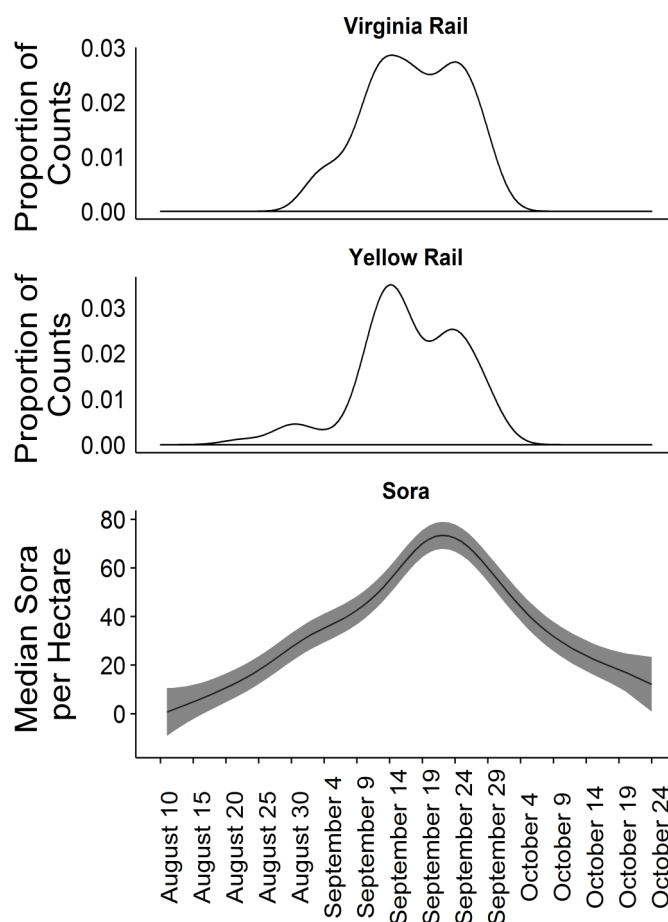 Virginia Rail
Proportion of
Counts
0.03
0.02
0.01
0.00
Yellow Rail
Proportion of
Counts
0.03
0.02
0.01
0.00
Sora
Median Sora
per Hectare
80
60
40
20
0
August 10
August 15
August 20
August 25
August 30
September 4
September 9
September 14
September 19
September 24
September 29
October 4
October 9
October 14
October 19
October 24